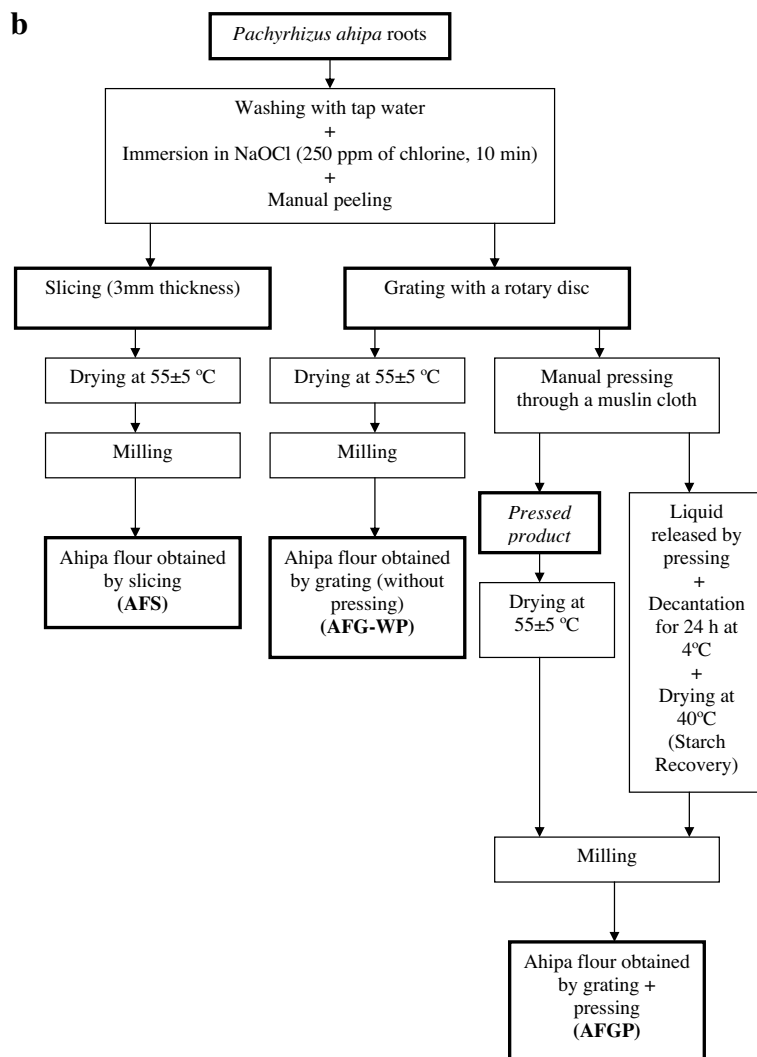 b
Pachyrhizus ahipa roots
Washing with tap water
+
Immersion in NaOCl (250 ppm of chlorine, 10 min)
+
Manual peeling
Slicing (3mm thickness)
Grating with a rotary disc
Drying at 55±5 ºC
Drying at 55±5 ºC
Manual pressing
through a muslin cloth
Milling
Milling
Pressed
product
Liquid
released by
pressing
+
Decantation
for 24 h at
4ºC
+
Drying at
40ºC
(Starch
Recovery)
Ahipa flour obtained
by slicing
(AFS)
Ahipa flour obtained
by grating (without
pressing)
(AFG-WP)
Drying at
55±5 ºC
Milling
Ahipa flour obtained
by grating +
pressing
(AFGP)